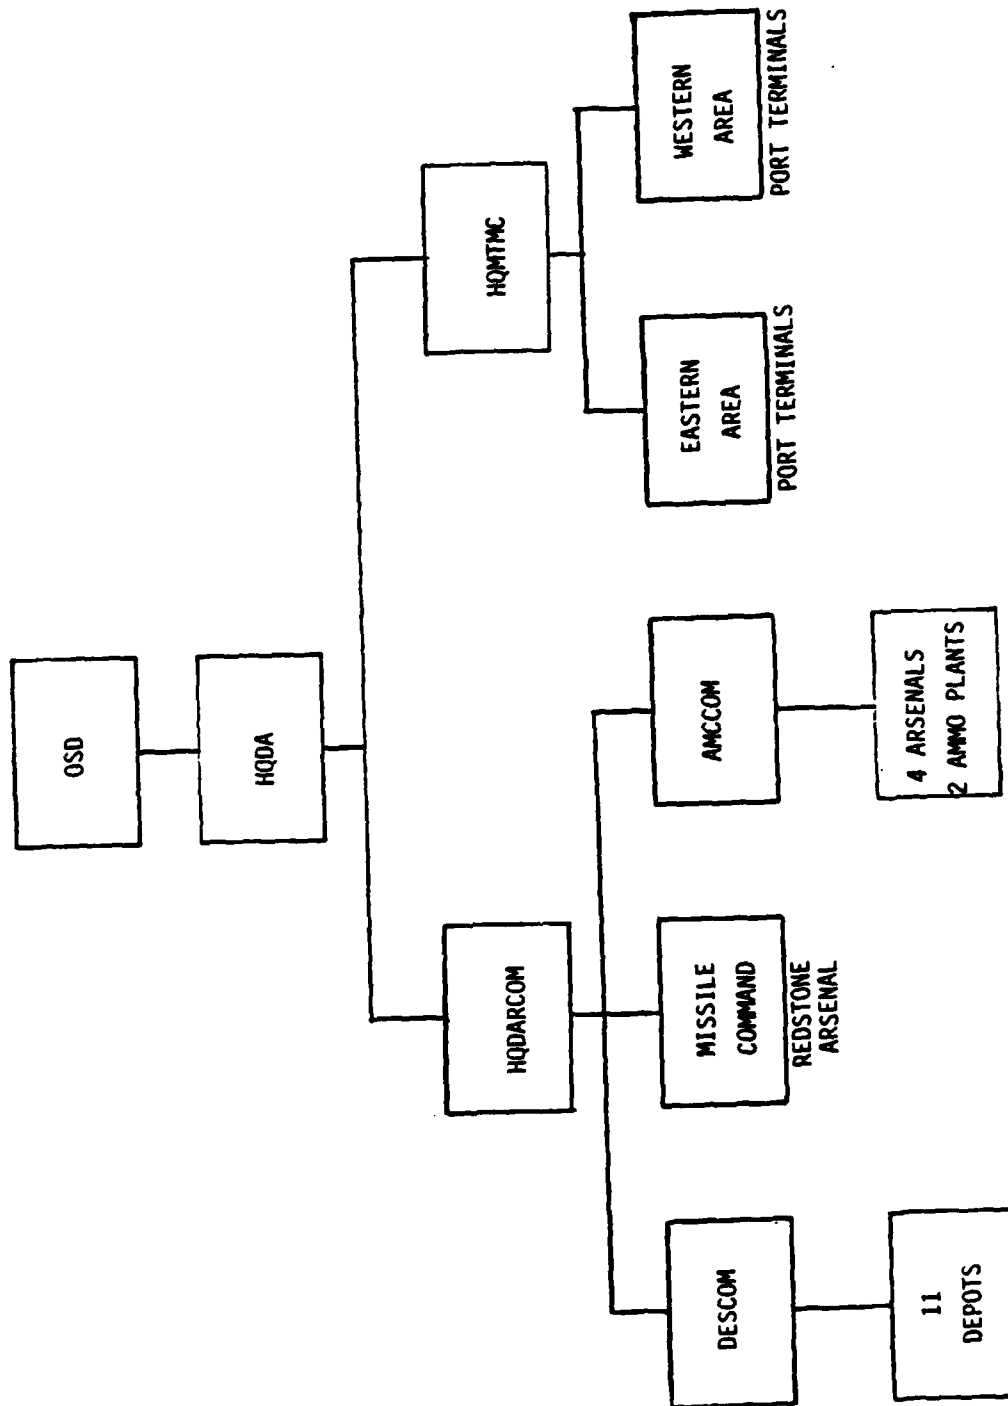 OSD
HQDA
HQDARCOM
HQMTMC
DESCOM
MISSILE
COMMAND
REDSTONE
ARSENAL
AMCCOM
EASTERN
AREA
PORT TERMINALS
WESTERN
AREA
PORT TERMINALS
11
DEPOTS
4 ARSENALS
2 AMMO PLANTS